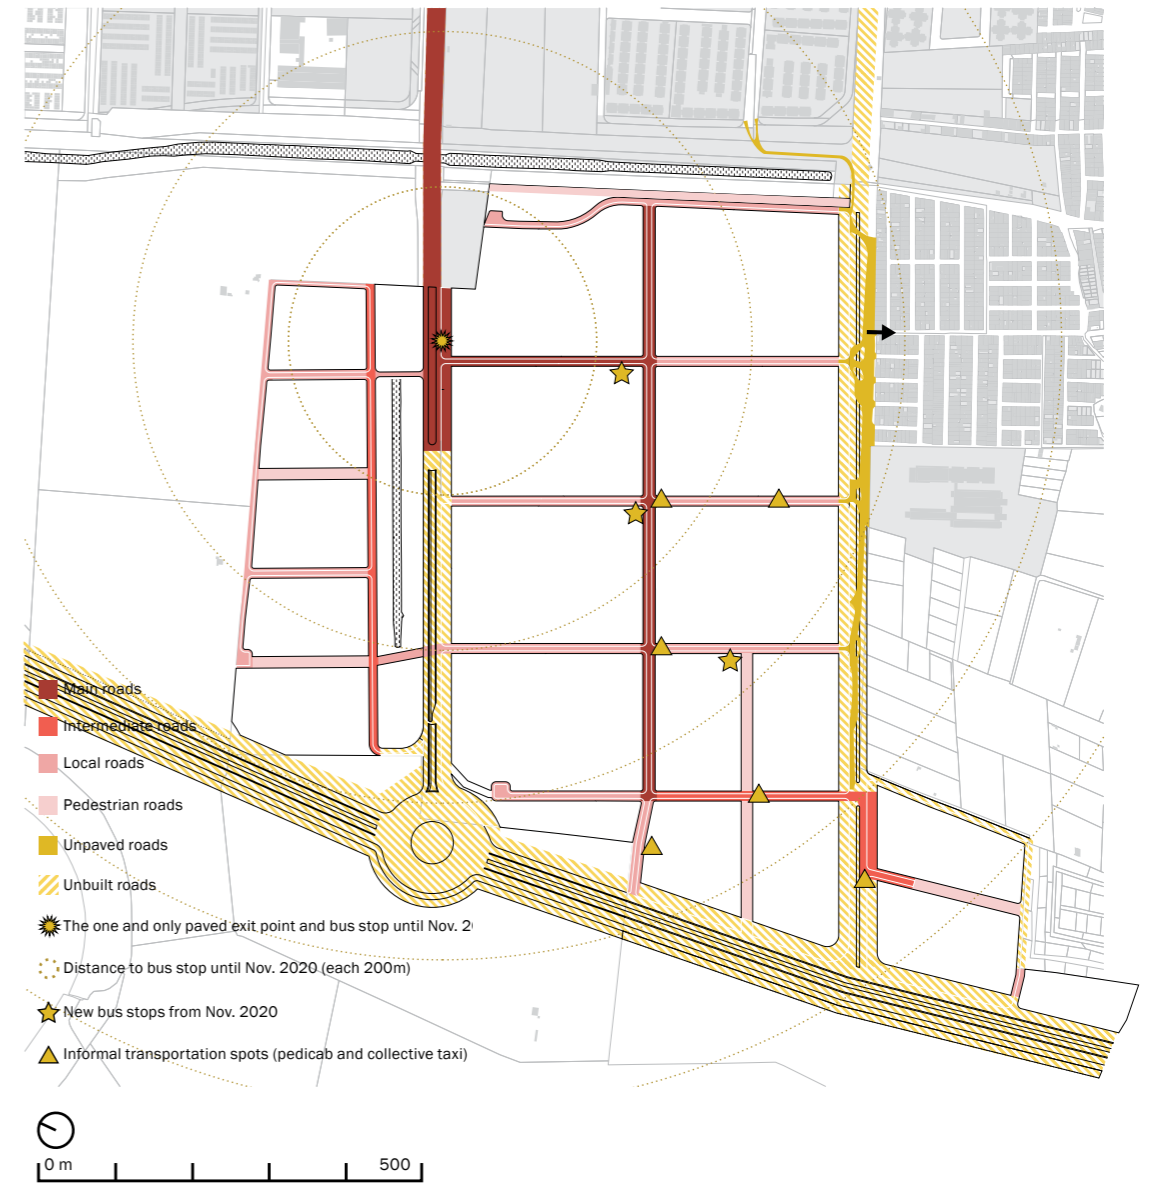 Main roads
Intermediate roads
Local roads
Pedestrian roads
Unpaved roads
Unbuilt roads
The one and only paved exit point and bus stop until Nov. 2
Distance to bus stop until Nov. 2020 (each 200m)
New bus stops from Nov. 2020
Informal transportation spots (pedicab and collective taxi)
0 m 500